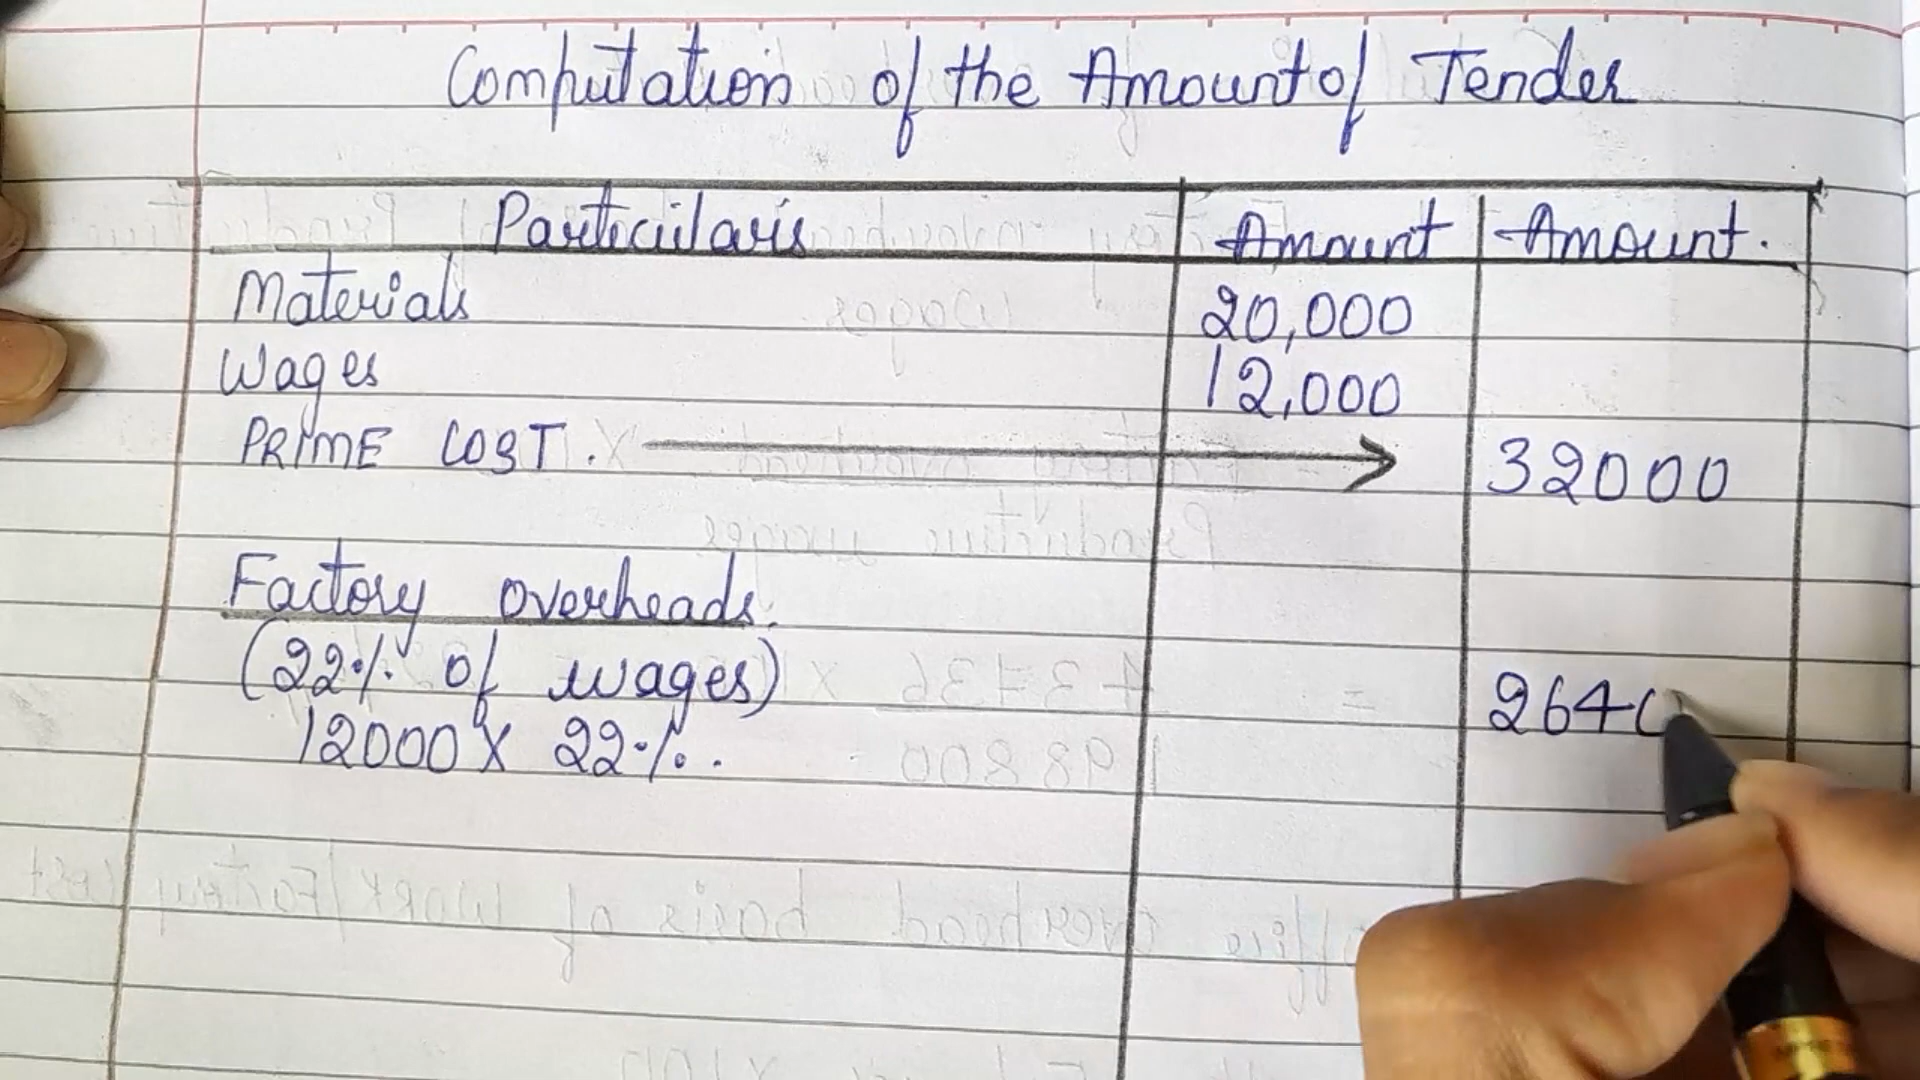 Computation of the Amount of Tender
Particulars Amount Amount.
Materials 20,000
Wages 12,000
PRIME COST. 32000
Factory overheads.
(22% of wages) 2640
12000 X 22%.